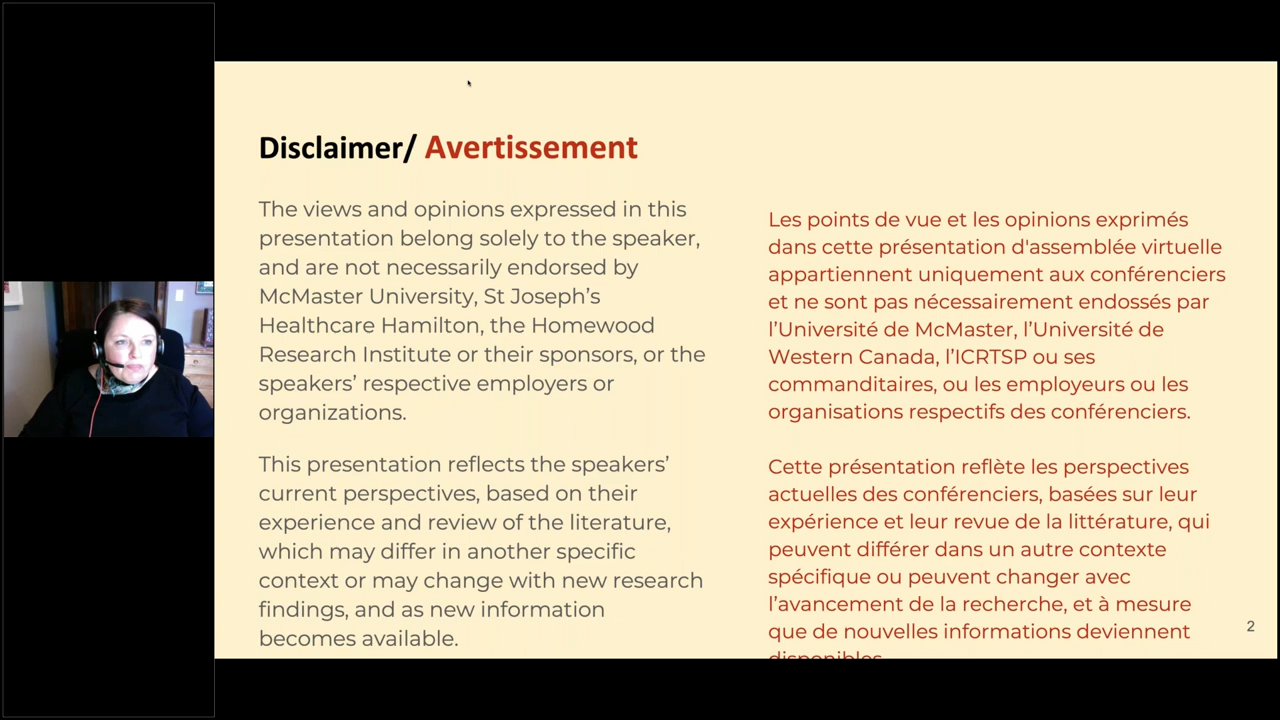 Disclaimer/ Avertissement
The views and opinions expressed in this
presentation belong solely to the speaker,
and are not necessarily endorsed by
McMaster University, St Joseph’s
Healthcare Hamilton, the Homewood
Research Institute or their sponsors, or the
speakers’ respective employers or
organizations.
This presentation reflects the speakers’
current perspectives, based on their
experience and review of the literature,
which may differ in another specific
context or may change with new research
findings, and as new information
becomes available.
Les points de vue et les opinions exprimés
dans cette présentation d'assemblée virtuelle
appartiennent uniquement aux conférenciers
et ne sont pas nécessairement endossés par
l’Université de McMaster, l’Université de
Western Canada, l’ICRTSP ou ses
commanditaires, ou les employeurs ou les
organisations respectifs des conférenciers.
Cette présentation reflète les perspectives
actuelles des conférenciers, basées sur leur
expérience et leur revue de la littérature, qui
peuvent différer dans un autre contexte
spécifique ou peuvent changer avec
l’avancement de la recherche, et à mesure
que de nouvelles informations deviennent
disponibles.
2